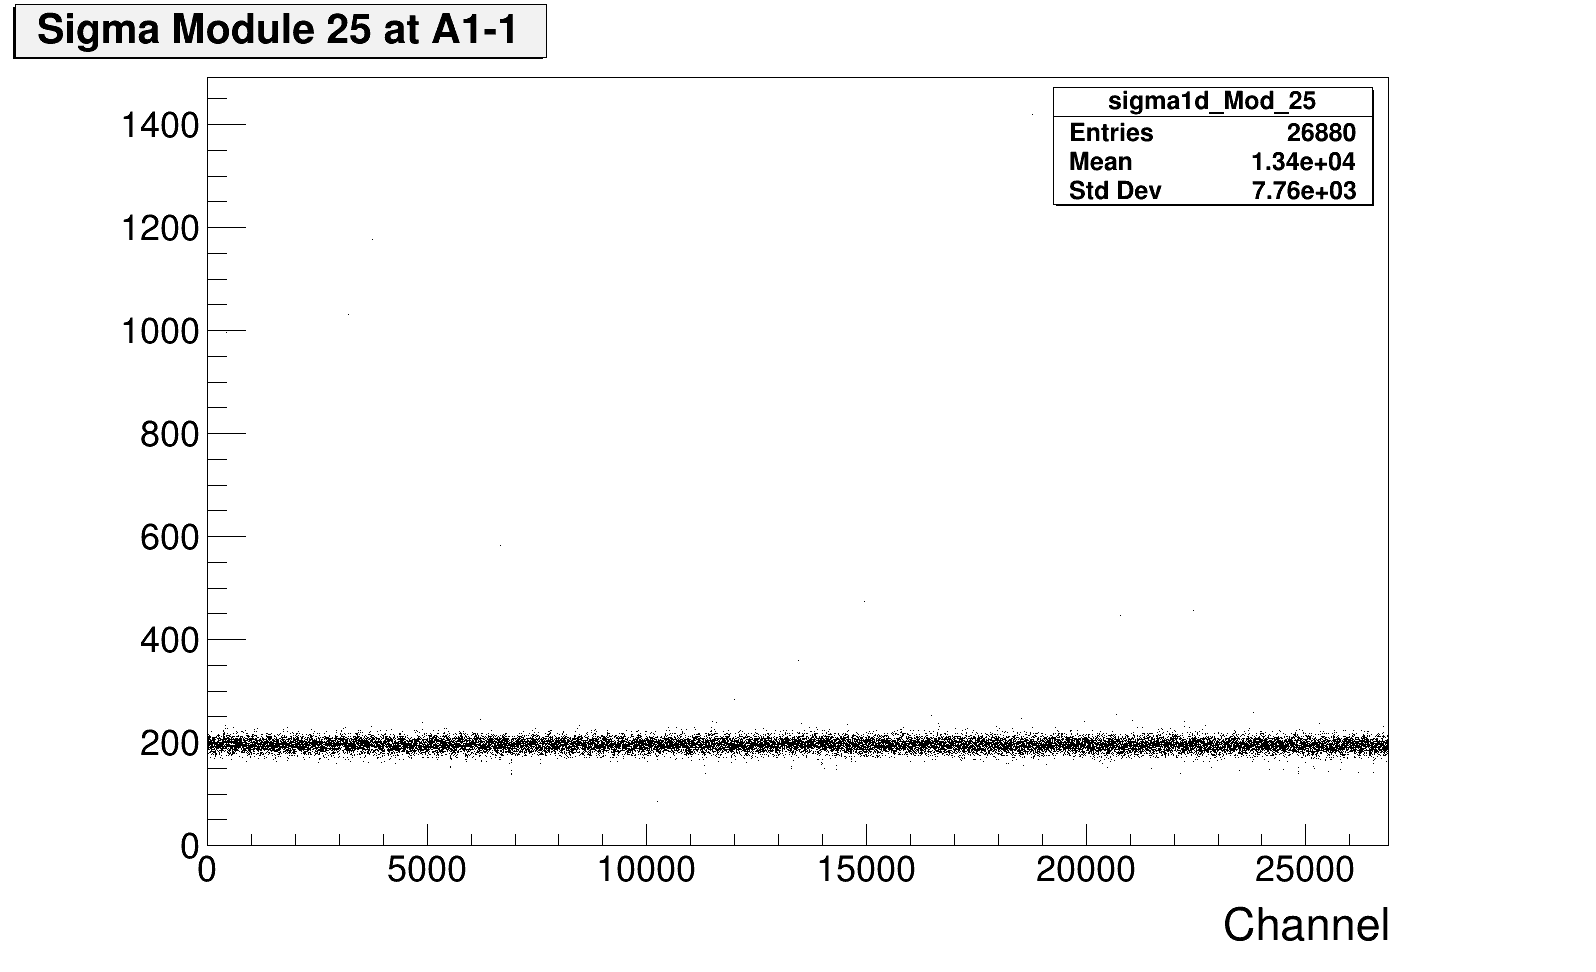 Sigma Module 25 at A1-1
sigma1d_Mod_25
Entries 26880
Mean 1.34e+04
Std Dev 7.76e+03
1400
1200
1000
800
600
400
200
0
0 5000 10000 15000 20000 25000
Channel